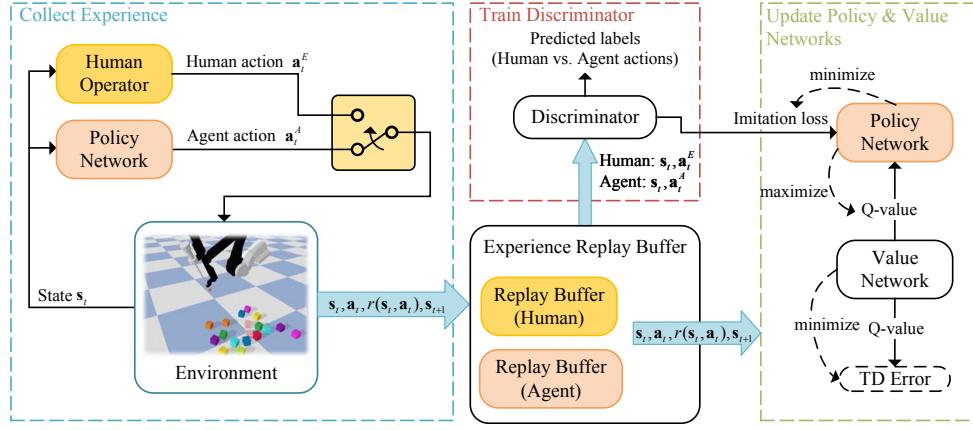 Collect Experience
Human
Operator
Human action a_t^E
Policy
Network
Agent action a_t^A
State s_t
Environment
s_t, a_t, r(s_t, a_t), s_{t+1}
Train Discriminator
Predicted labels
(Human vs. Agent actions)
Discriminator
Human: s_t, a_t^E
Agent: s_t, a_t^A
Experience Replay Buffer
Replay Buffer
(Human)
Replay Buffer
(Agent)
s_t, a_t, r(s_t, a_t), s_{t+1}
Update Policy & Value
Networks
minimize
Imitation loss
Policy
Network
maximize
Q-value
Value
Network
minimize
Q-value
TD Error